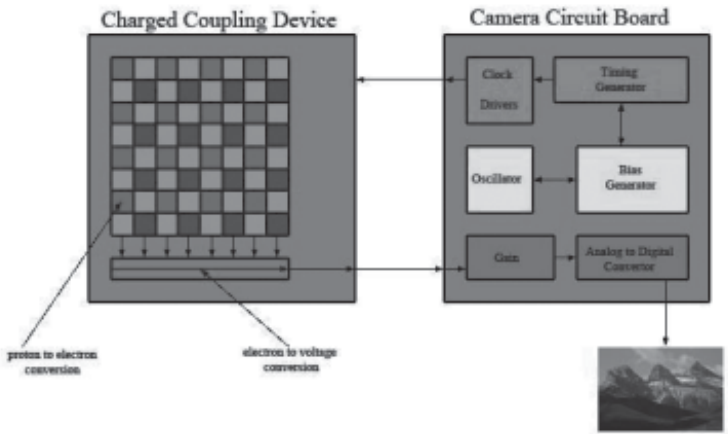 Charged Coupling Device
Camera Circuit Board
Clock
Drivers
Timing
Generator
Oscillator
Bias
Generator
Gain
Analog to Digital
Convertor
proton to electron
conversion
electron to voltage
conversion